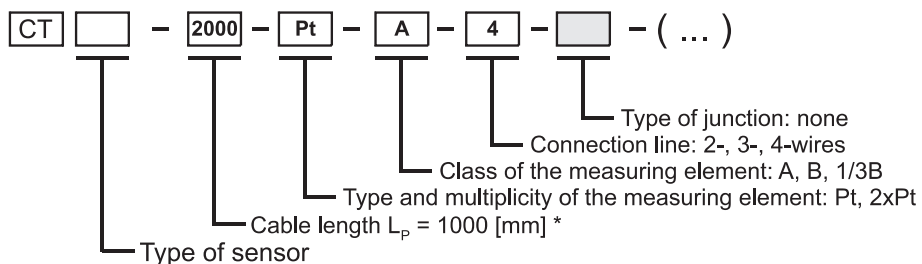 CT - 2000 - Pt - A - 4 - - (...)
Type of junction: none
Connection line: 2-, 3-, 4-wires
Class of the measuring element: A, B, 1/3B
Type and multiplicity of the measuring element: Pt, 2xPt
Cable length LP = 1000 [mm] *
Type of sensor